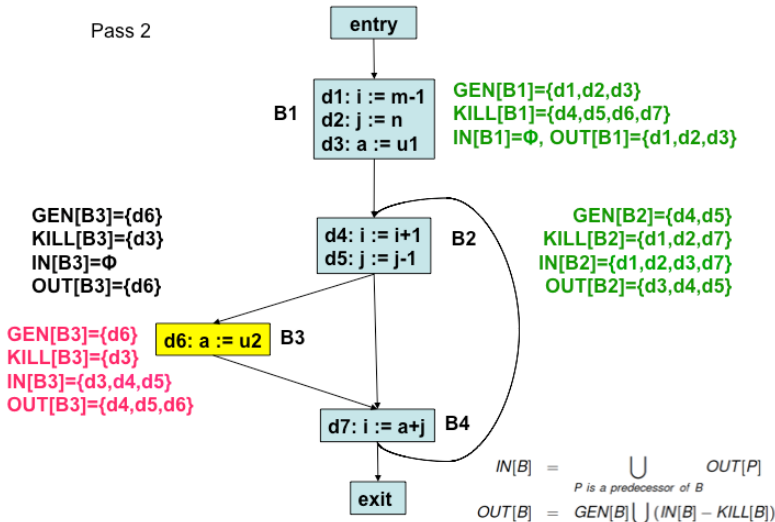 Pass 2
entry
B1
d1: i := m-1
d2: j := n
d3: a := u1
GEN[B1]={d1,d2,d3}
KILL[B1]={d4,d5,d6,d7}
IN[B1]=Φ, OUT[B1]={d1,d2,d3}
GEN[B3]={d6}
KILL[B3]={d3}
IN[B3]=Φ
OUT[B3]={d6}
d4: i := i+1
d5: j := j-1
B2
GEN[B2]={d4,d5}
KILL[B2]={d1,d2,d7}
IN[B2]={d1,d2,d3,d7}
OUT[B2]={d3,d4,d5}
GEN[B3]={d6}
KILL[B3]={d3}
IN[B3]={d3,d4,d5}
OUT[B3]={d4,d5,d6}
d6: a := u2
B3
d7: i := a+j
B4
exit
IN[B] = ⋃ OUT[P]
P is a predecessor of B
OUT[B] = GEN[B]⋃(IN[B] − KILL[B])